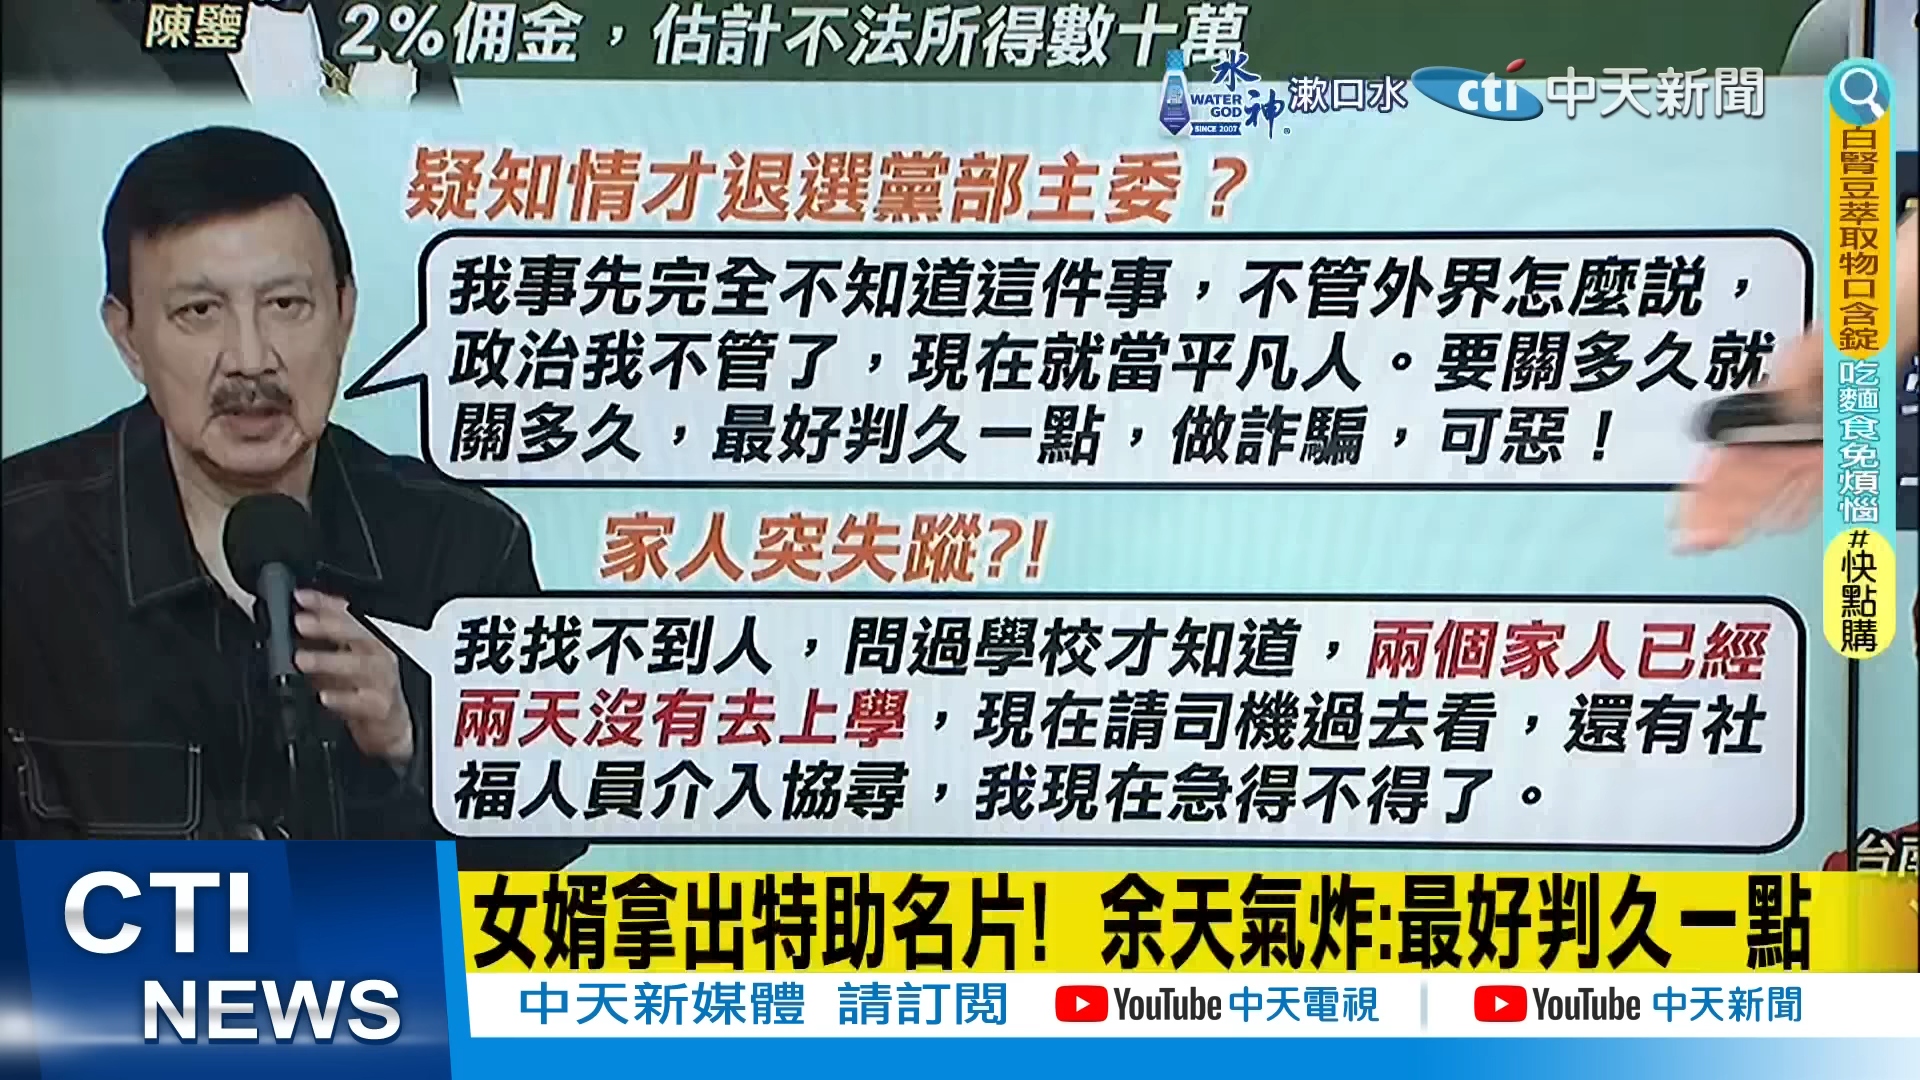 陳鑒
2%佣金，估計不法所得數十萬
水神
WATER GOD
SINCE 2007
漱口水
cti 中天新聞
疑知情才退選黨部主委？
我事先完全不知道這件事，不管外界怎麼説，
政治我不管了，現在就當平凡人。要關多久就
關多久，最好判久一點，做詐騙，可惡！
家人突失蹤?!
我找不到人，問過學校才知道，兩個家人已經
兩天沒有去上學，現在請司機過去看，還有社
福人員介入協尋，我現在急得不得了。
白腎豆萃取物口含錠
吃麵食免煩惱
#快點購
台南
CTI NEWS
女婿拿出特助名片! 余天氣炸:最好判久一點
中天新媒體 請訂閱 YouTube 中天電視 YouTube 中天新聞